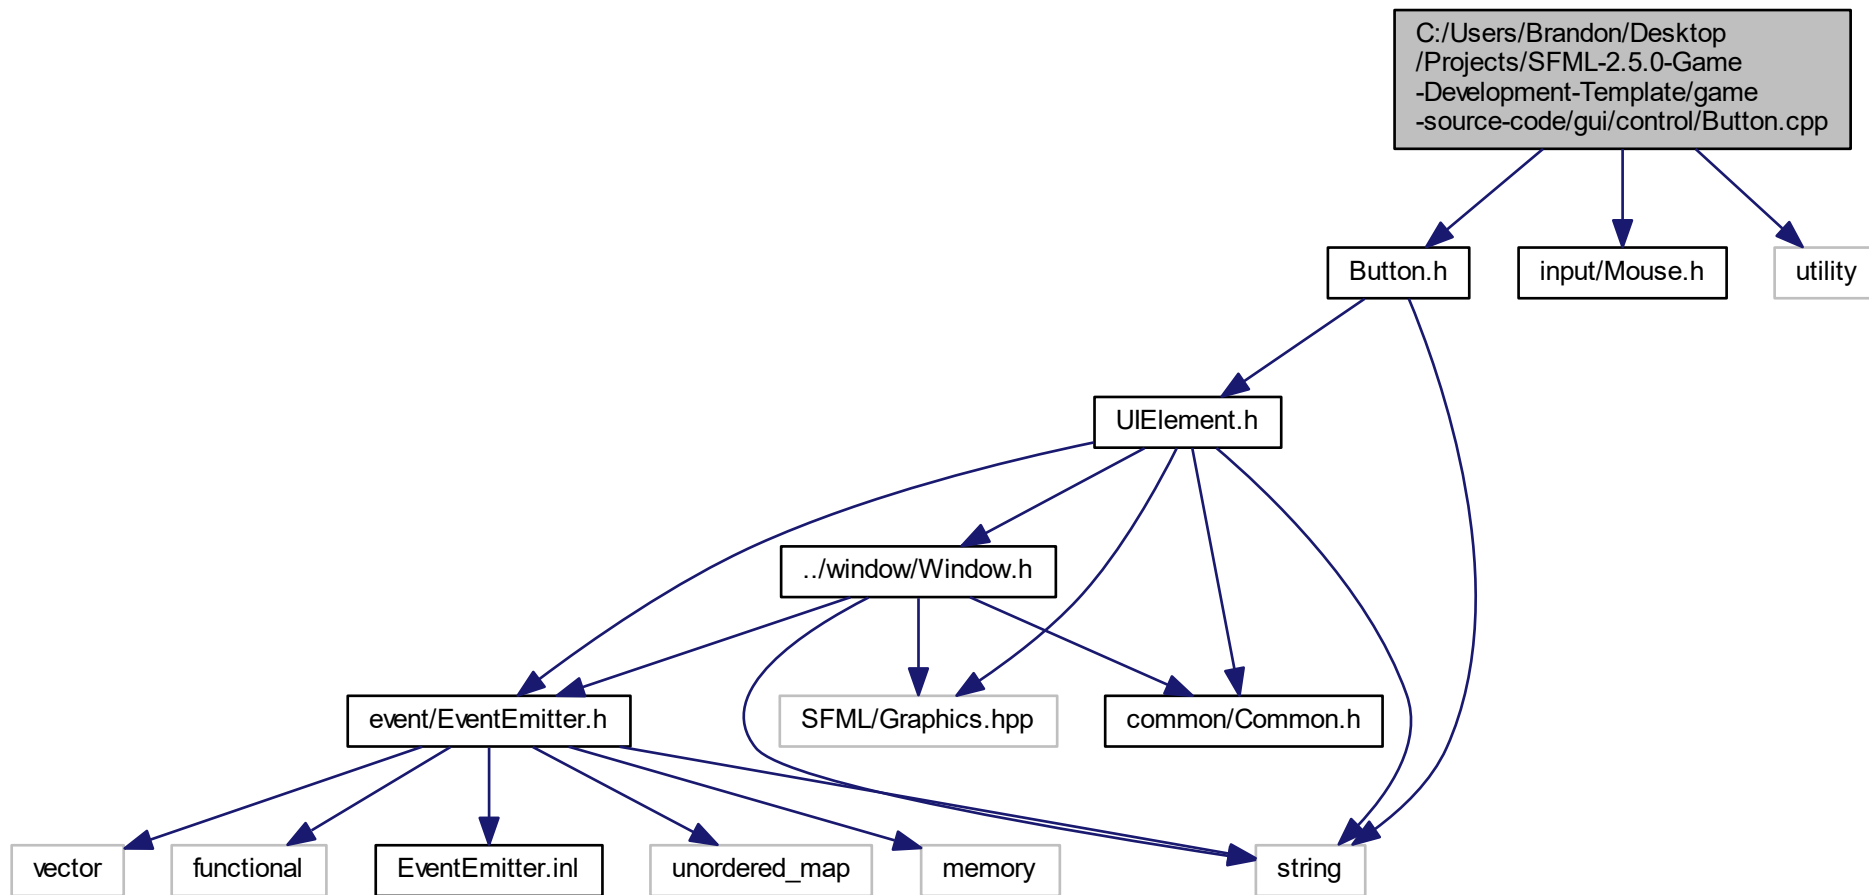 C:/Users/Brandon/Desktop
/Projects/SFML-2.5.0-Game
-Development-Template/game
-source-code/gui/control/Button.cpp
Button.h
input/Mouse.h
utility
UIElement.h
../window/Window.h
event/EventEmitter.h
SFML/Graphics.hpp
common/Common.h
vector
functional
EventEmitter.inl
unordered_map
memory
string